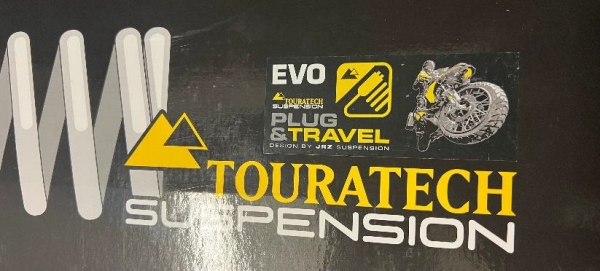 EVO
TOURATECH
SUSPENSION
PLUG
&TRAVEL
DESIGN BY JRZ SUSPENSION
TOURATECH
SUSPENSION